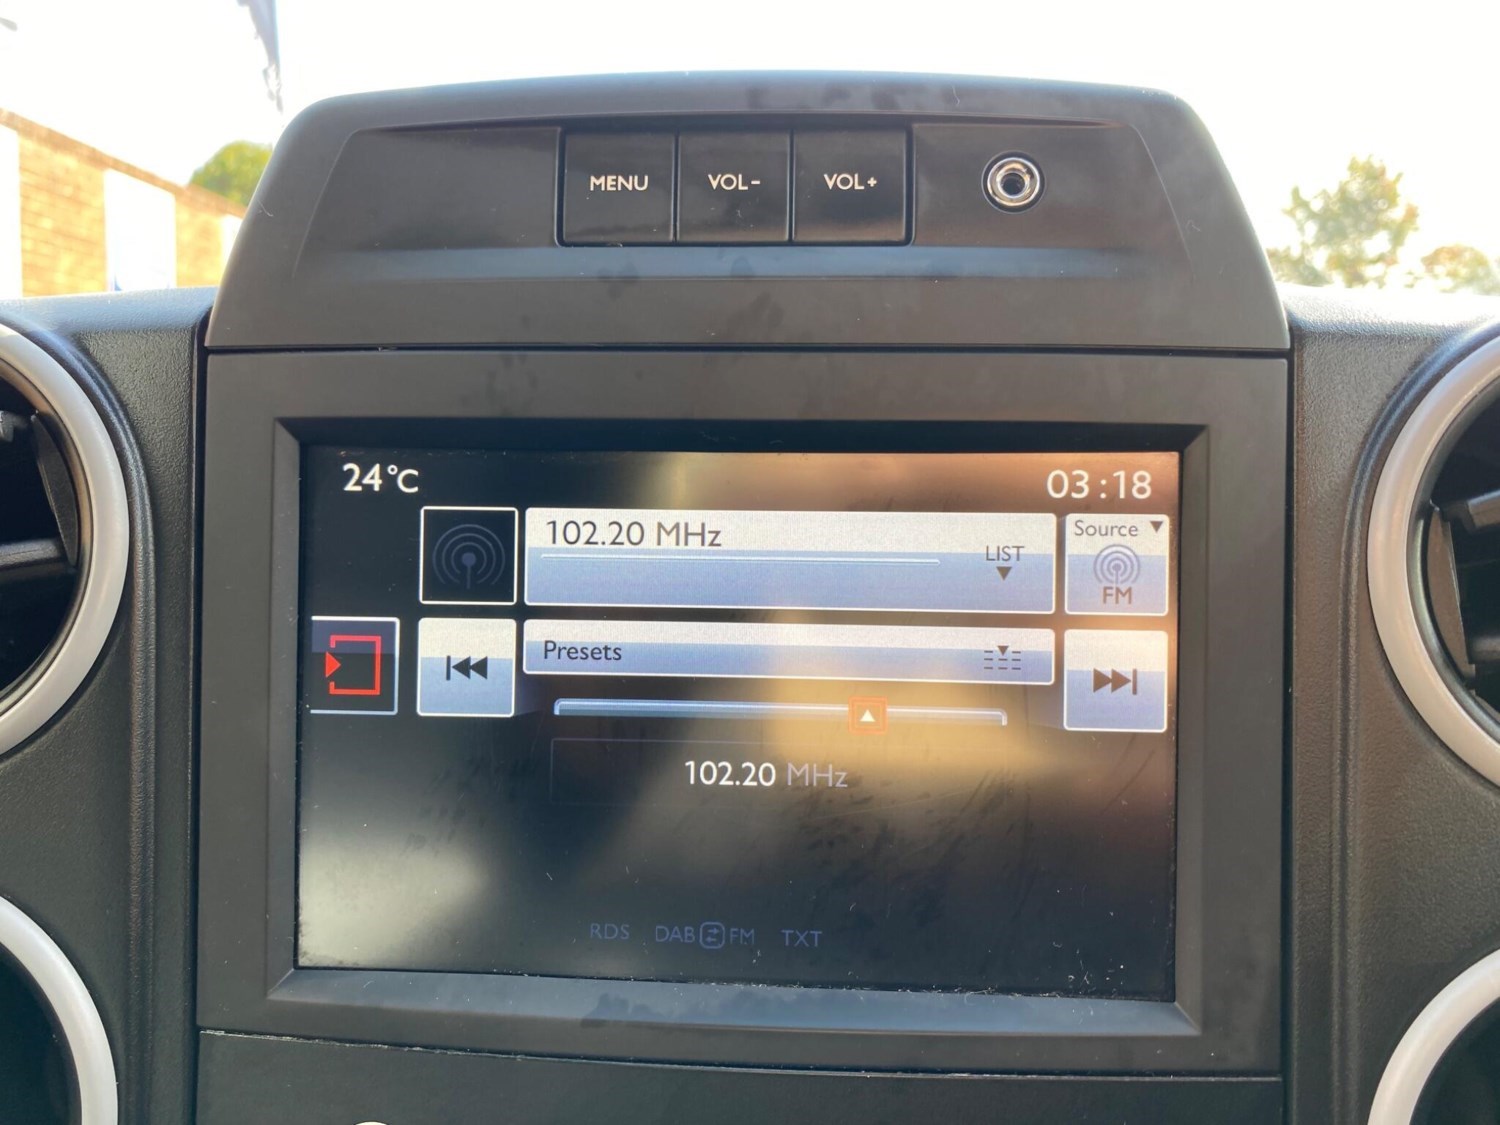 MENU VOL- VOL+
24°C 03:18
102.20 MHz
LIST
Source
FM
Presets
102.20 MHz
RDS DAB FM TXT